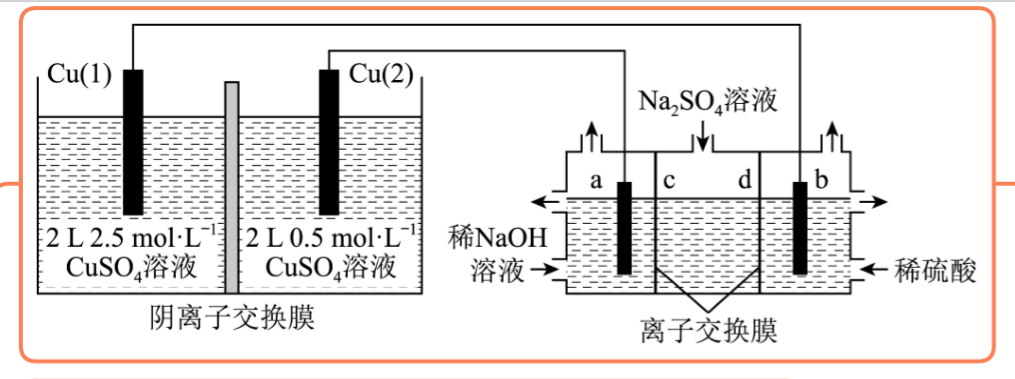 Cu(1)
Cu(2)
Na₂SO₄溶液
a
c
d
b
2 L 2.5 mol·L⁻¹
CuSO₄溶液
2 L 0.5 mol·L⁻¹
CuSO₄溶液
稀NaOH
溶液
稀硫酸
阴离子交换膜
离子交换膜